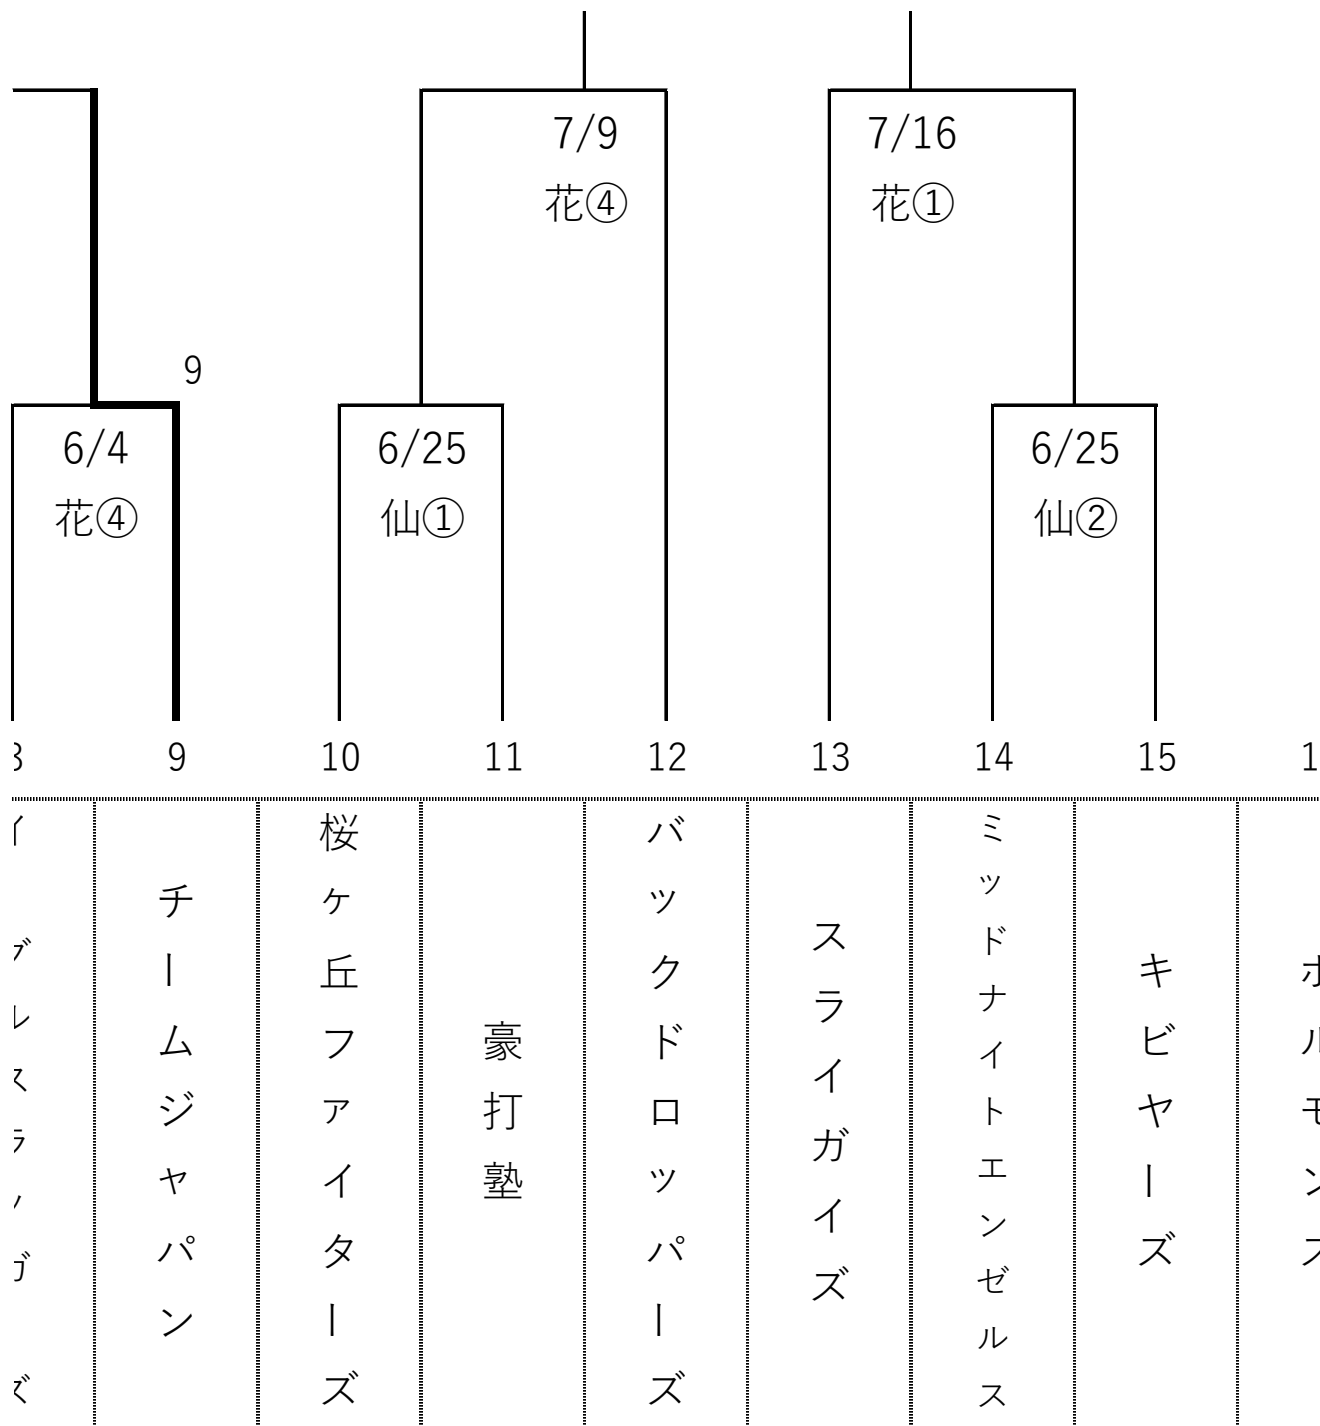 7/9
花④
7/16
花①
9
6/4
花④
6/25
仙①
6/25
仙②
9
10
11
12
13
14
15
チームジャパン
桜ヶ丘ファイターズ
豪打塾
バックドロッパーズ
スライガイズ
ミッドナイトエンゼルス
キビヤーズ